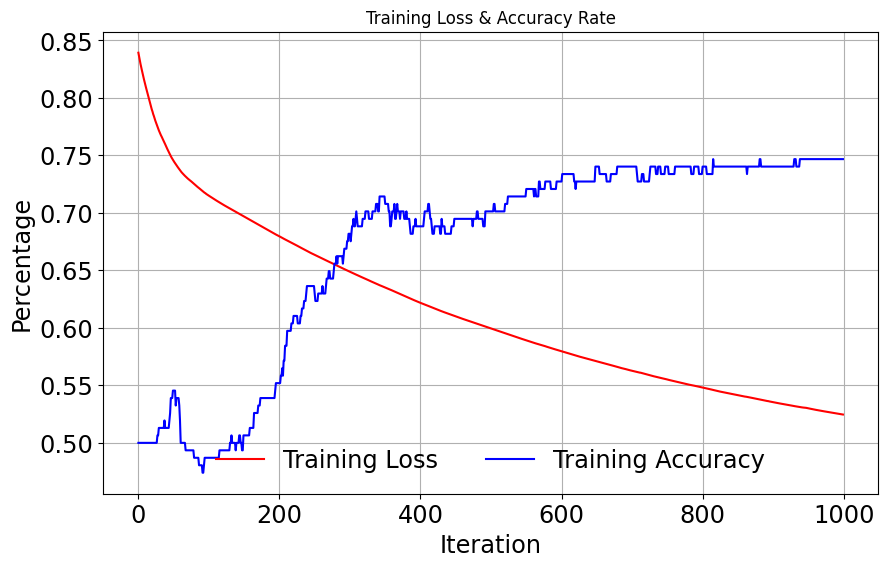 Training Loss & Accuracy Rate
0.85
0.80
0.75
0.70
0.65
0.60
0.55
0.50
Percentage
Training Loss Training Accuracy
0 200 400 600 800 1000
Iteration